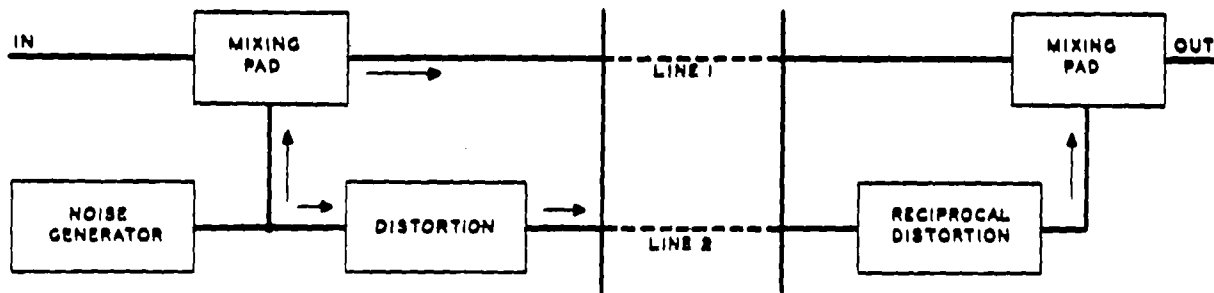 IN
MIXING
PAD
LINE 1
MIXING
PAD
OUT
NOISE
GENERATOR
DISTORTION
LINE 2
RECIPROCAL
DISTORTION